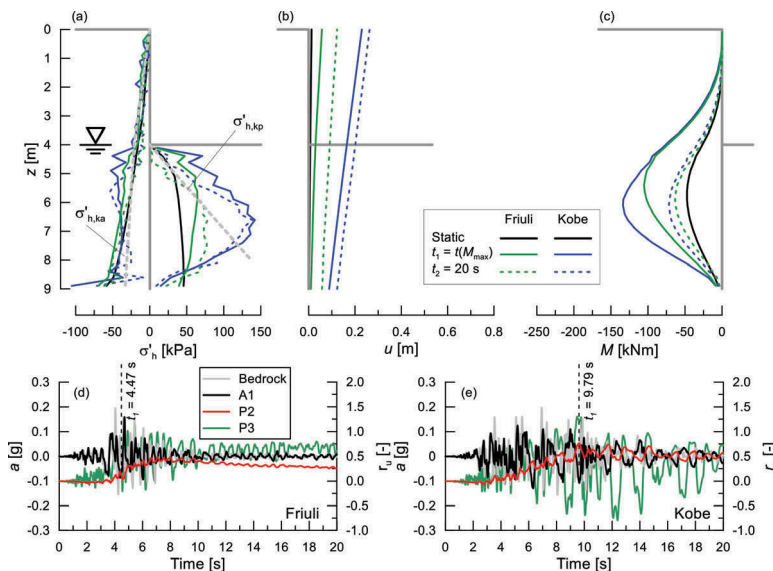 (a) (b) (c)
0 1 2 3 4 5 6 7 8 9
z [m]
σ'h,kp
σ'h,ka
-100 -50 0 50 100 150
σ'h [kPa]
0.0 0.2 0.4 0.6 0.8
u [m]
-250 -200 -150 -100 -50 0
M [kNm]
Friuli Kobe
Static
t1 = t(Mmax)
t2 = 20 s
(d)
t1 = 4.47 s
Bedrock
A1
P2
P3
0.3 0.2 0.1 0.0 -0.1 -0.2 -0.3
a [g]
2.0 1.5 1.0 0.5 0.0 -0.5 -1.0
ru [-]
Friuli
0 2 4 6 8 10 12 14 16 18 20
Time [s]
(e)
t1 = 9.79 s
0.3 0.2 0.1 0.0 -0.1 -0.2 -0.3
a [g]
2.0 1.5 1.0 0.5 0.0 -0.5 -1.0
Kobe
0 2 4 6 8 10 12 14 16 18 20
Time [s]